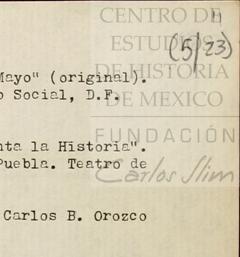 CENTRO DE
ESTUDIOS
(5/23)
DE HISTORIA
Mayo" (original).
o Social, D.F.
DE MEXICO
FUNDACIÓN
nta la Historia".
Puebla. Teatro de
Carlos Slim
Carlos B. Orozco